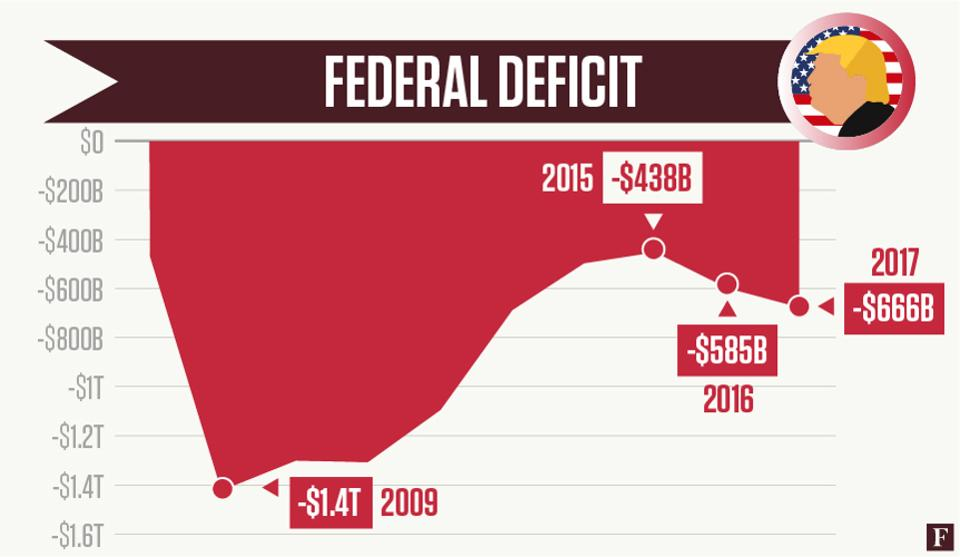 FEDERAL DEFICIT
$0
-$200B
-$400B
-$600B
-$800B
-$1T
-$1.2T
-$1.4T
-$1.6T
2015 -$438B
2017
-$666B
-$585B
2016
-$1.4T 2009
F